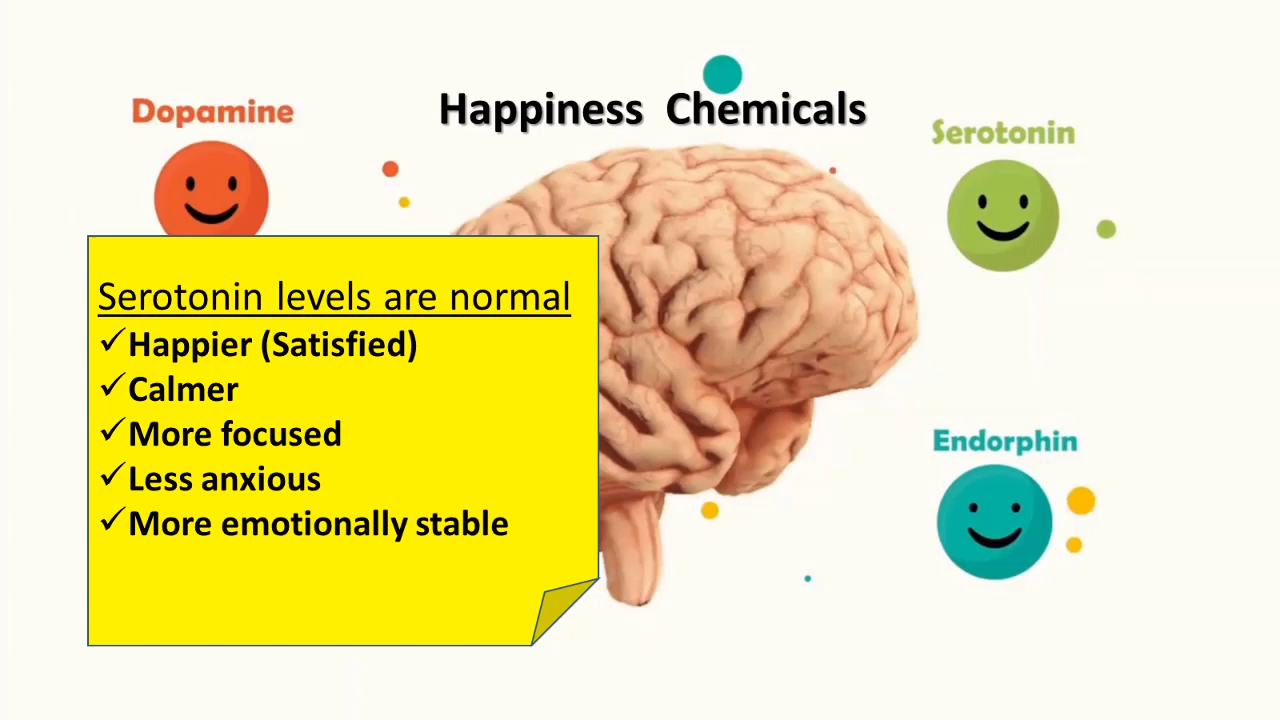 Happiness Chemicals
Dopamine
Serotonin
Serotonin levels are normal
✓Happier (Satisfied)
✓Calmer
✓More focused
✓Less anxious
✓More emotionally stable
Endorphin